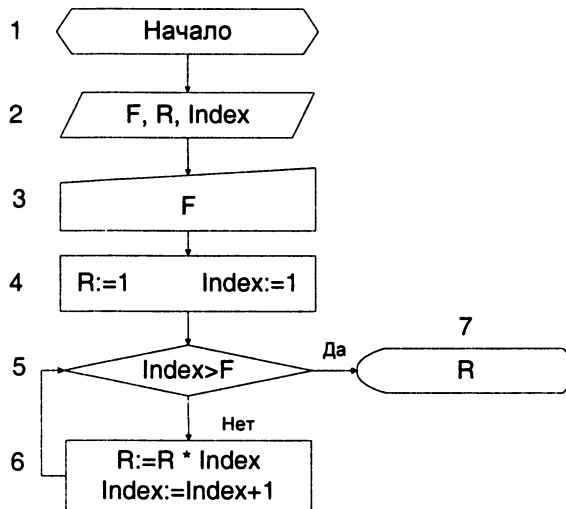 1
Начало
2
F, R, Index
3
F
4
R:=1 Index:=1
5
Index>F
Да
7
R
Нет
6
R:=R * Index
Index:=Index+1